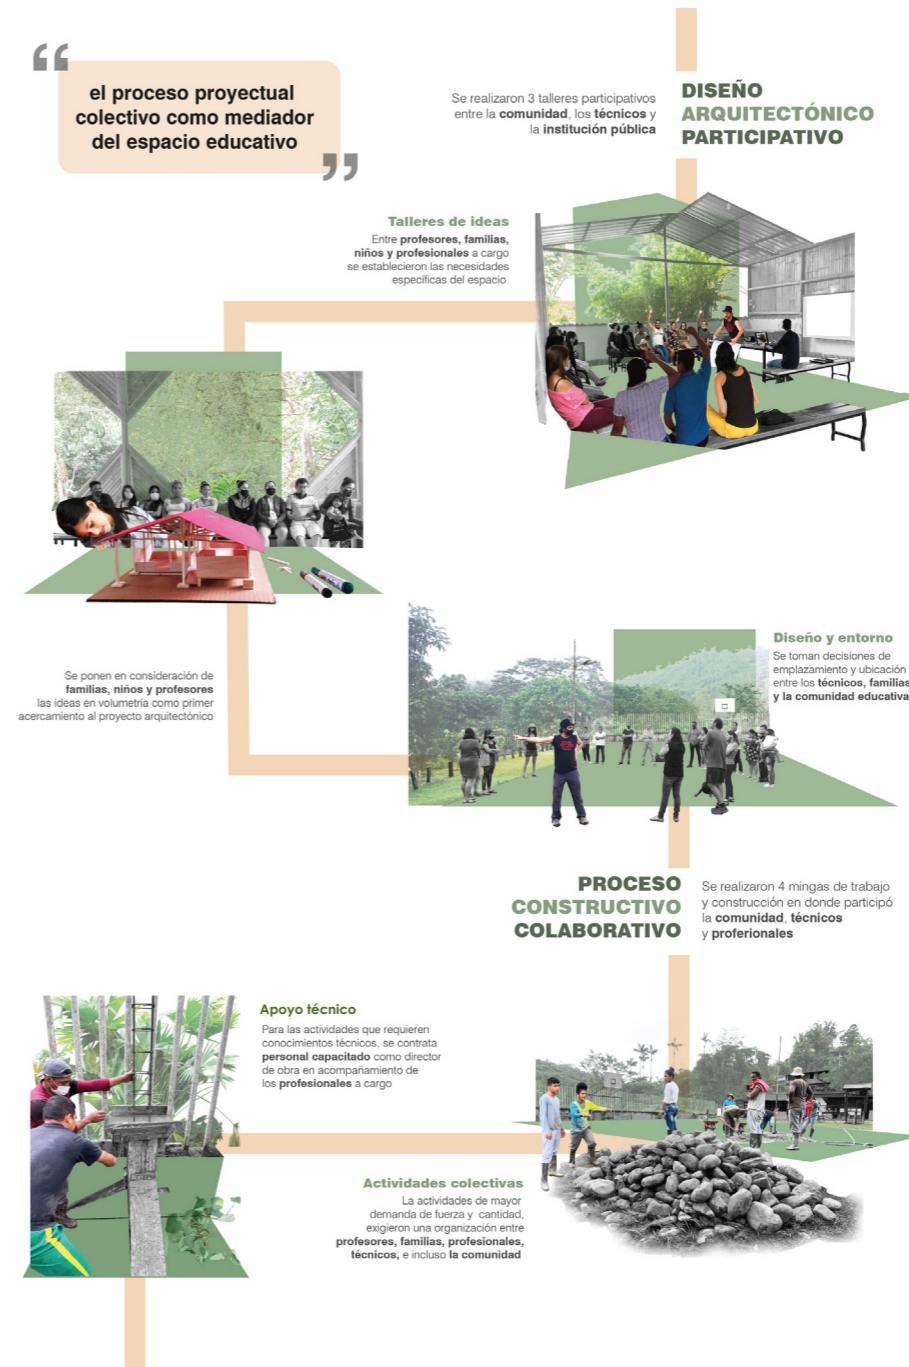 “
el proceso proyectual
colectivo como mediador
del espacio educativo
”
Se realizaron 3 talleres participativos
entre la comunidad, los técnicos y
la institución pública
DISEÑO
ARQUITECTÓNICO
PARTICIPATIVO
Talleres de ideas
Entre profesores, familias,
niños y profesionales a cargo
se establecieron las necesidades
específicas del espacio
Se ponen en consideración de
familias, niños y profesores
las ideas en volumetría como primer
acercamiento al proyecto arquitectónico
Diseño y entorno
Se toman decisiones de
emplazamiento y ubicación
entre los técnicos, familias
y la comunidad educativa
PROCESO
CONSTRUCTIVO
COLABORATIVO
Se realizaron 4 mingas de trabajo
y construcción en donde participó
la comunidad, técnicos
y proferionales
Apoyo técnico
Para las actividades que requieren
conocimientos técnicos, se contrata
personal capacitado como director
de obra en acompañamiento de
los profesionales a cargo
Actividades colectivas
La actividades de mayor
demanda de fuerza y cantidad,
exigieron una organización entre
profesores, familias, profesionales,
técnicos, e incluso la comunidad